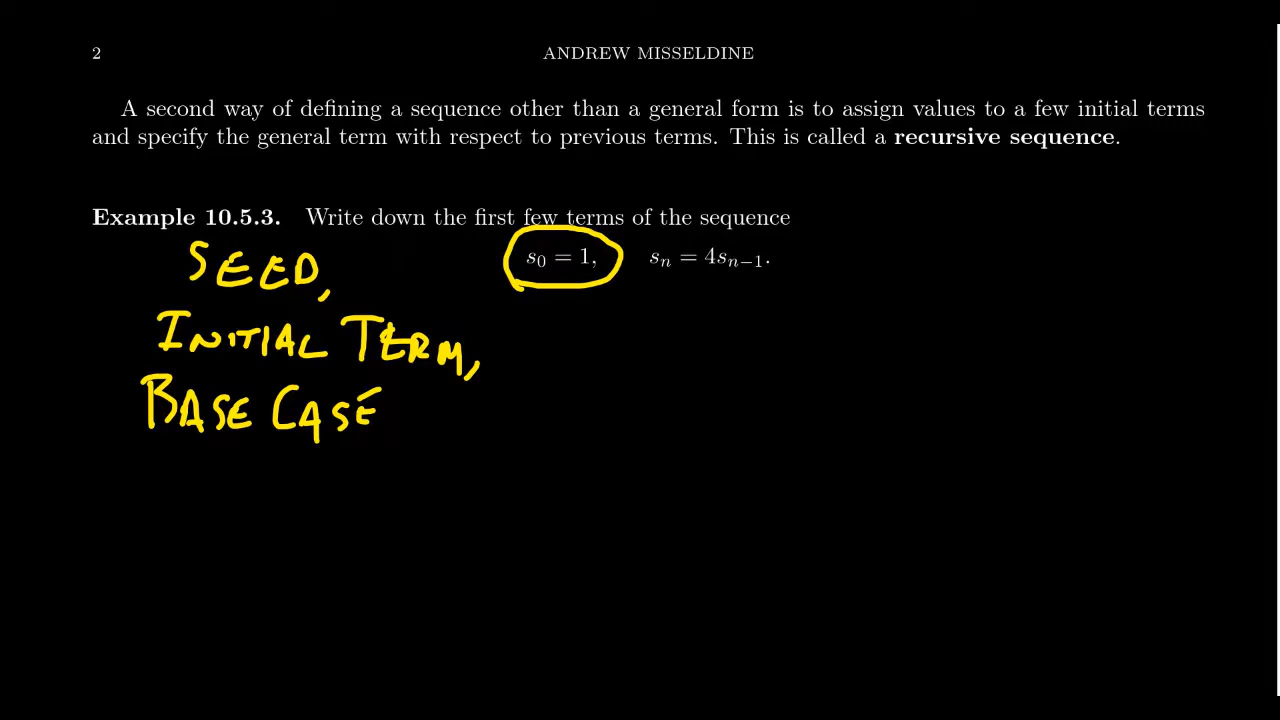 2 ANDREW MISSELDINE
A second way of defining a sequence other than a general form is to assign values to a few initial terms
and specify the general term with respect to previous terms. This is called a recursive sequence.
Example 10.5.3. Write down the first few terms of the sequence
s₀ = 1, sₙ = 4sₙ₋₁.
SEED,
INITIAL TERM,
BASE CASE